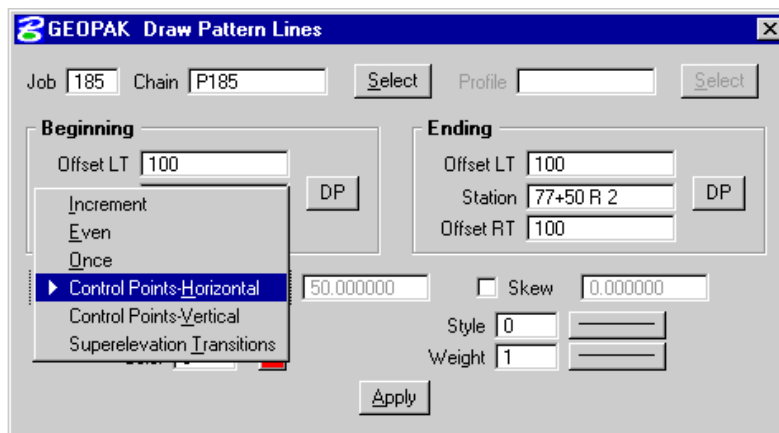 GEOPAK Draw Pattern Lines
Job 185 Chain P185 Select Profile Select
Beginning
Offset LT 100
DP
Ending
Offset LT 100
Station 77+50 R 2
DP
Offset RT 100
Increment
Even
Once
Control Points-Horizontal
Control Points-Vertical
Superelevation Transitions
50.000000
Skew 0.000000
Style 0
Weight 1
Apply